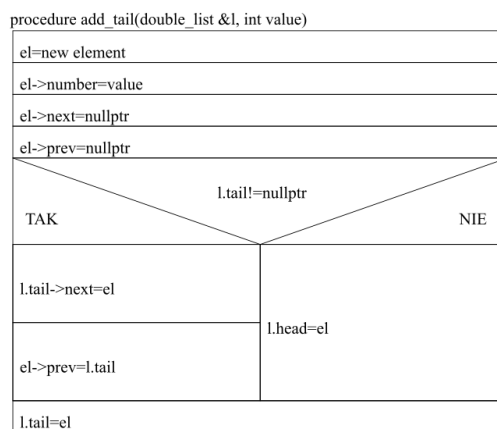 procedure add_tail(double_list &l, int value)
el=new element
el->number=value
el->next=nullptr
el->prev=nullptr
l.tail!=nullptr
TAK
NIE
l.tail->next=el
l.head=el
el->prev=l.tail
l.tail=el